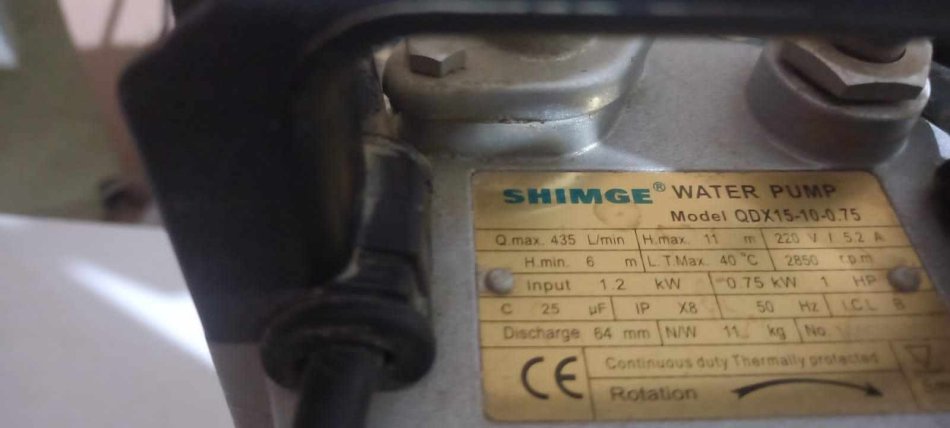 SHIMGE® WATER PUMP
Model QDX15-10-0.75
Q.max. 435 L/min H.max. 11 m 220 V I 5.2 A
H.min. 6 m L.T.Max. 40 °C 2850 r.p.m
Input 1.2 kW 0.75 kW 1 HP
C 25 µF IP X8 50 Hz I.CL B
Discharge 64 mm N/W 11 kg No
CE Continuous duty Thermally protected
Rotation